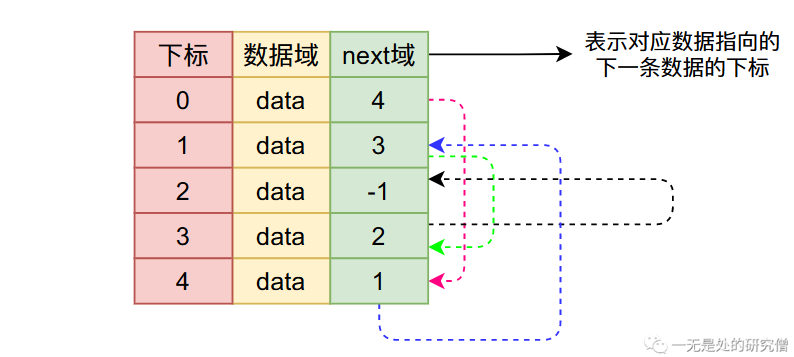 下标 数据域 next域
表示对应数据指向的
下一条数据的下标
0 data 4
1 data 3
2 data -1
3 data 2
4 data 1
一无是处的研究僧